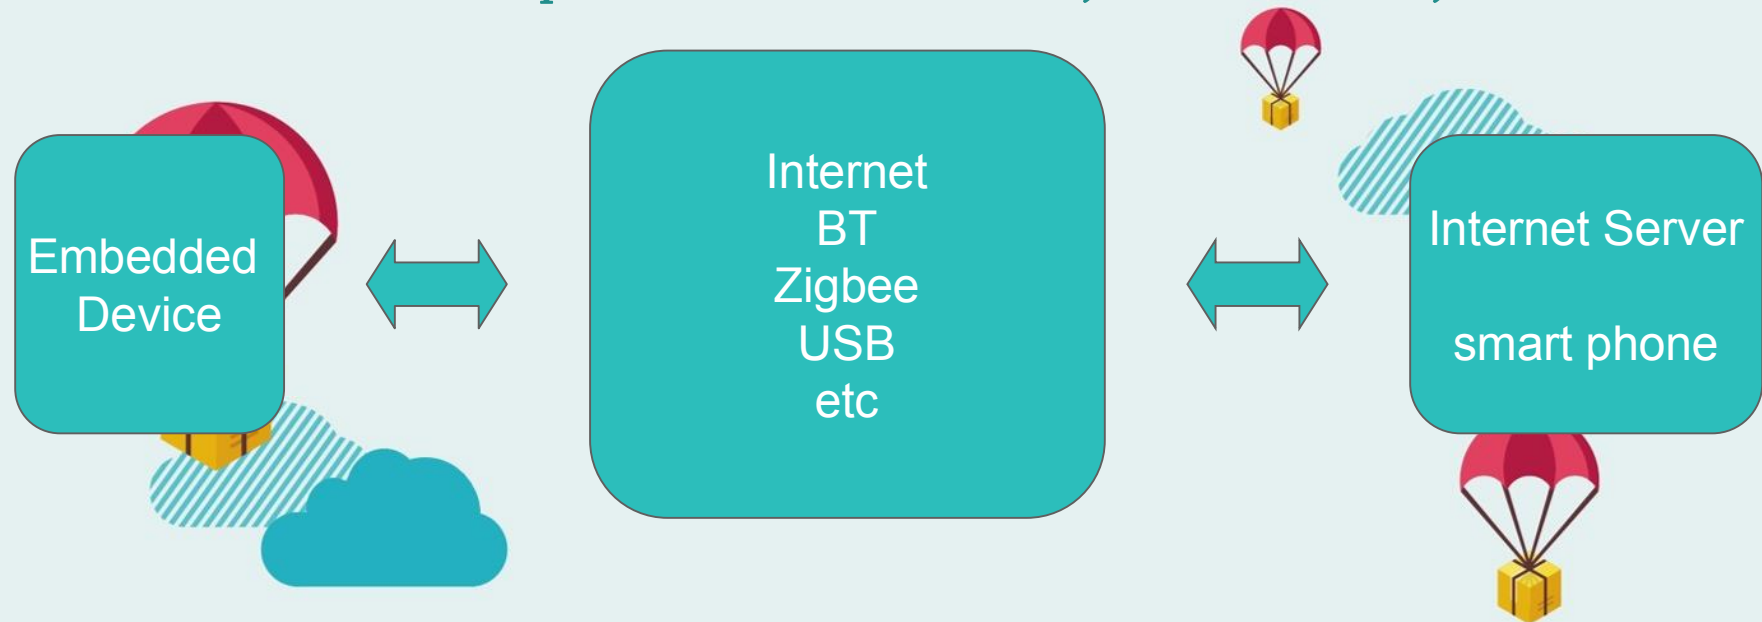 Embedded
Device
Internet
BT
Zigbee
USB
etc
Internet Server
smart phone